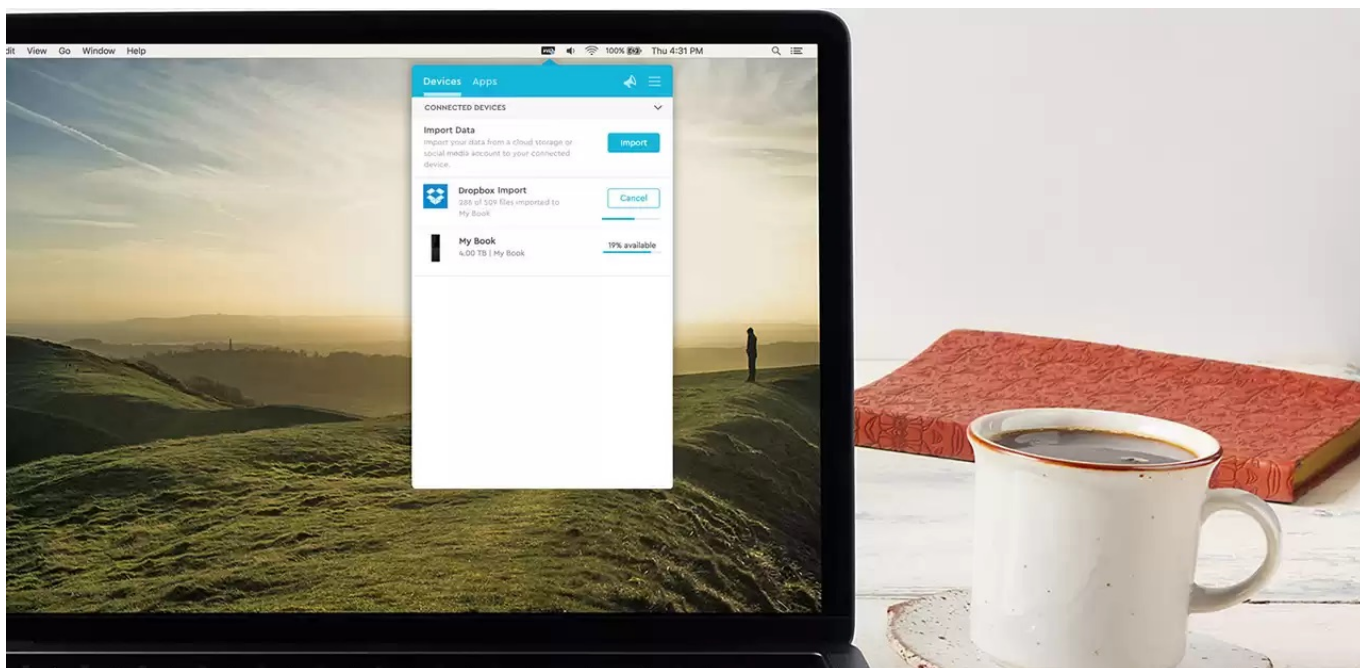 Edit View Go Window Help
100% Thu 4:31 PM
Devices Apps
CONNECTED DEVICES
Import Data
Import your data from a cloud storage or
social media account to your connected
device.
Import
Dropbox Import
of 509 files imported to
My Book
Cancel
My Book
4.00 TB | My Book
19% available